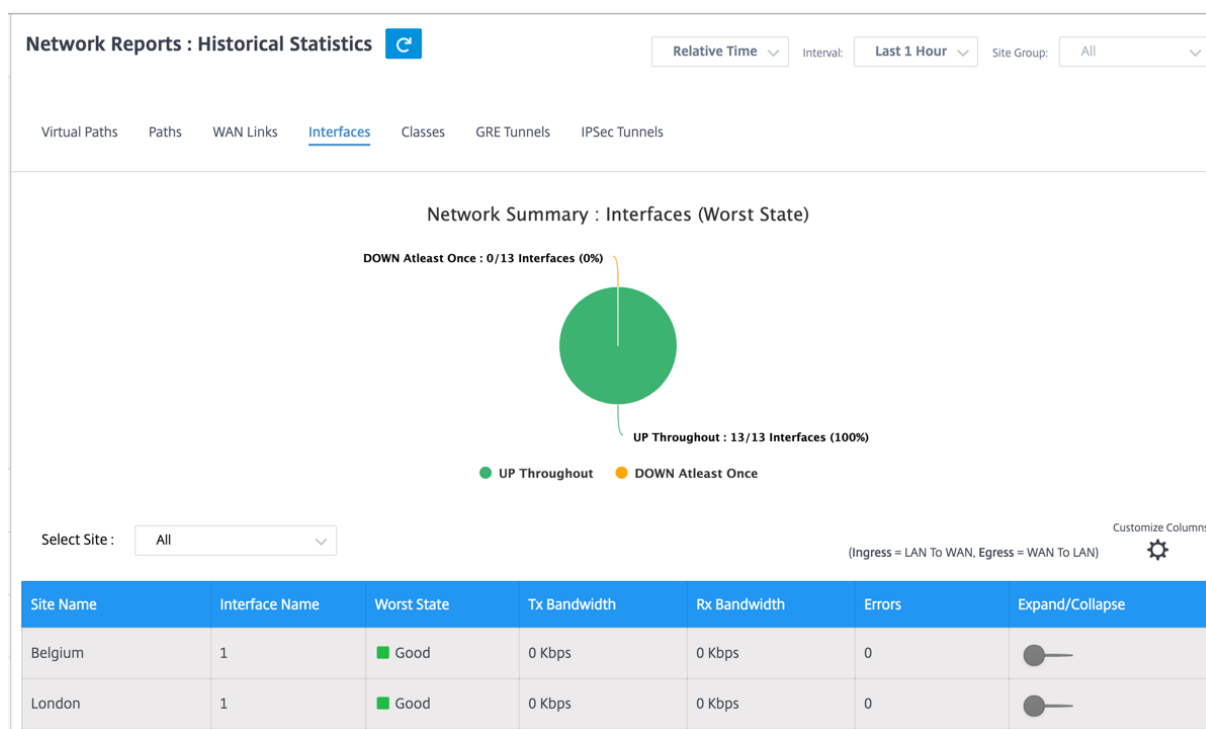 Network Reports : Historical Statistics
Relative Time Interval: Last 1 Hour Site Group: All
Virtual Paths Paths WAN Links Interfaces Classes GRE Tunnels IPSec Tunnels
Network Summary : Interfaces (Worst State)
DOWN Atleast Once : 0/13 Interfaces (0%)
UP Throughout : 13/13 Interfaces (100%)
UP Throughout DOWN Atleast Once
Customize Columns
Select Site : All
(Ingress = LAN To WAN, Egress = WAN To LAN)
Site Name Interface Name Worst State Tx Bandwidth Rx Bandwidth Errors Expand/Collapse
Belgium 1 Good 0 Kbps 0 Kbps 0
London 1 Good 0 Kbps 0 Kbps 0